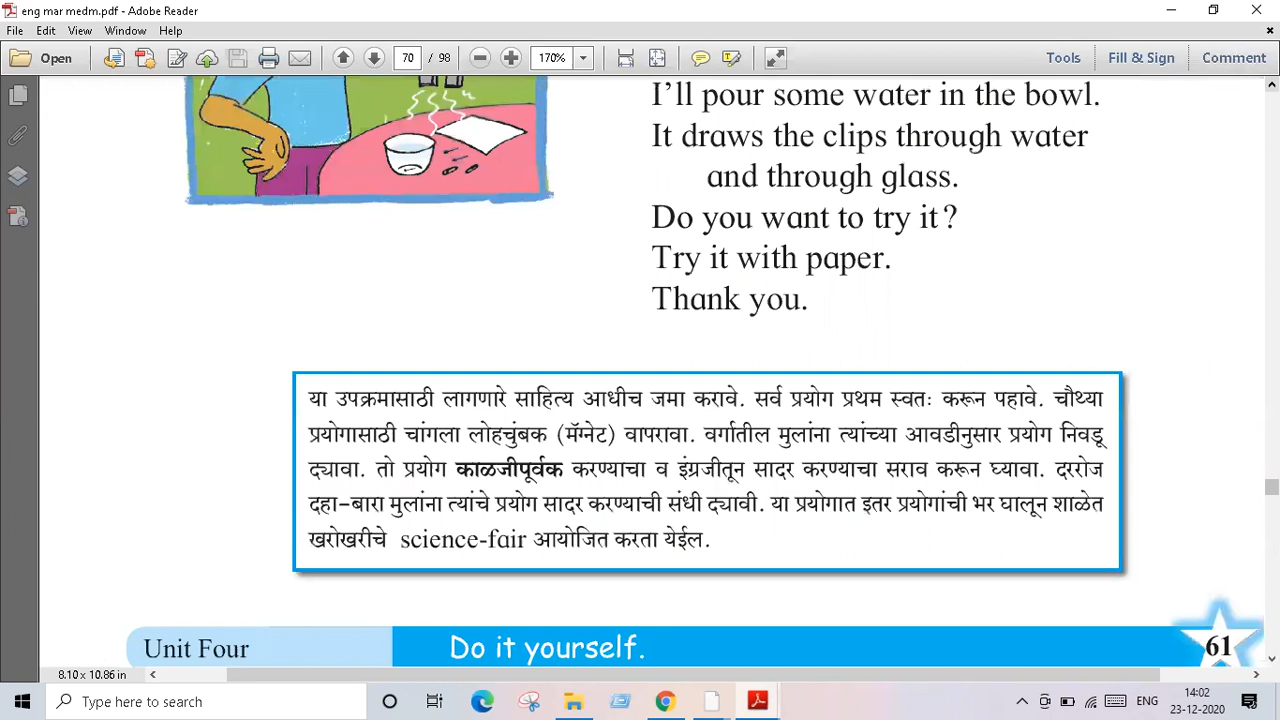 eng mar medm.pdf - Adobe Reader
File Edit View Window Help
Open 70 / 98 170% Tools Fill & Sign Comment
I'll pour some water in the bowl.
It draws the clips through water
and through glass.
Do you want to try it?
Try it with paper.
Thank you.
या उपक्रमासाठी लागणारे साहित्य आधीच जमा करावे. सर्व प्रयोग प्रथम स्वतः करून पहावे. चौथ्या
प्रयोगासाठी चांगला लोहचुंबक (मॅग्नेट) वापरावा. वर्गातील मुलांना त्यांच्या आवडीनुसार प्रयोग निवडू
द्यावा. तो प्रयोग काळजीपूर्वक करण्याचा व इंग्रजीतून सादर करण्याचा सराव करून घ्यावा. दररोज
दहा-बारा मुलांना त्यांचे प्रयोग सादर करण्याची संधी द्यावी. या प्रयोगात इतर प्रयोगांची भर घालून शाळेत
खरोखरीचे science-fair आयोजित करता येईल.
Unit Four Do it yourself. 61
8.10 x 10.86 in
Type here to search ENG 14:02
23-12-2020